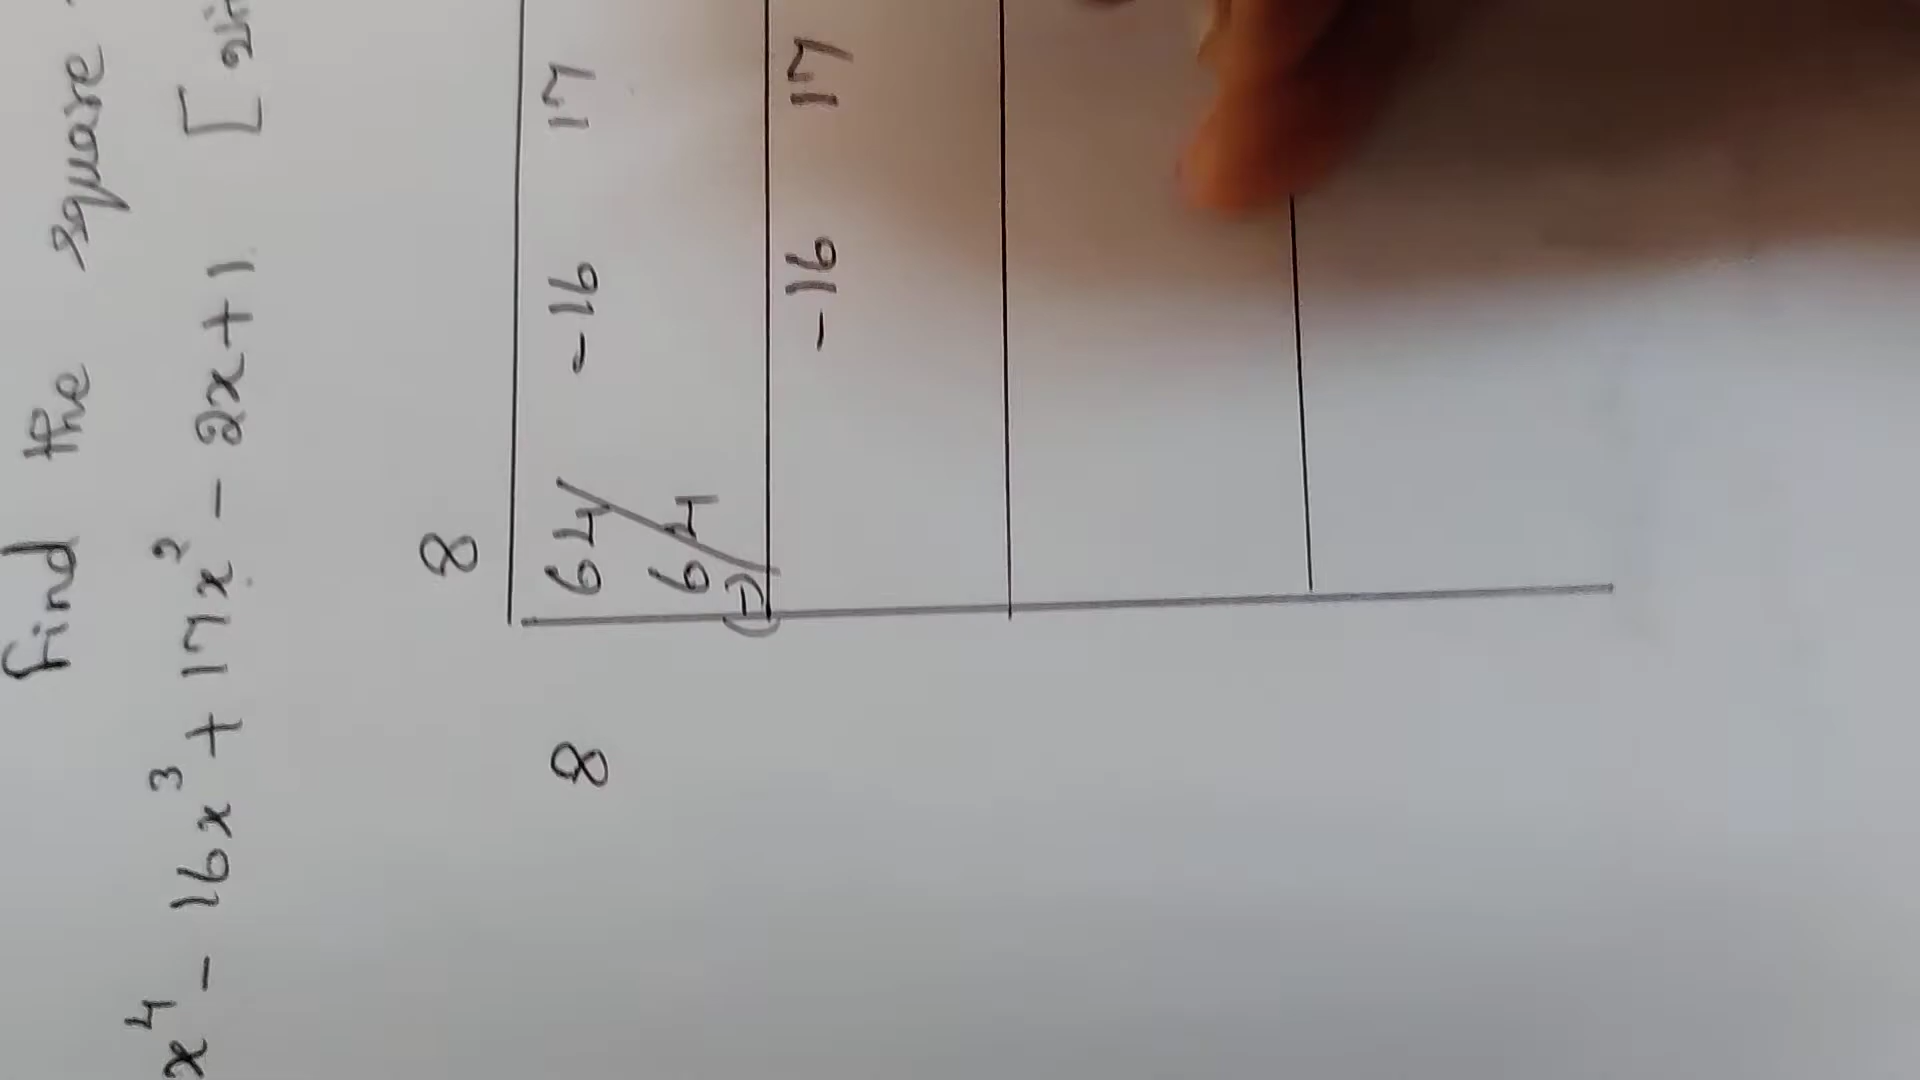 Find the square
x⁴ - 16x³ + 17x² - 2x + 1 [
8
8 64 -16 17
(-) 64
-16 17